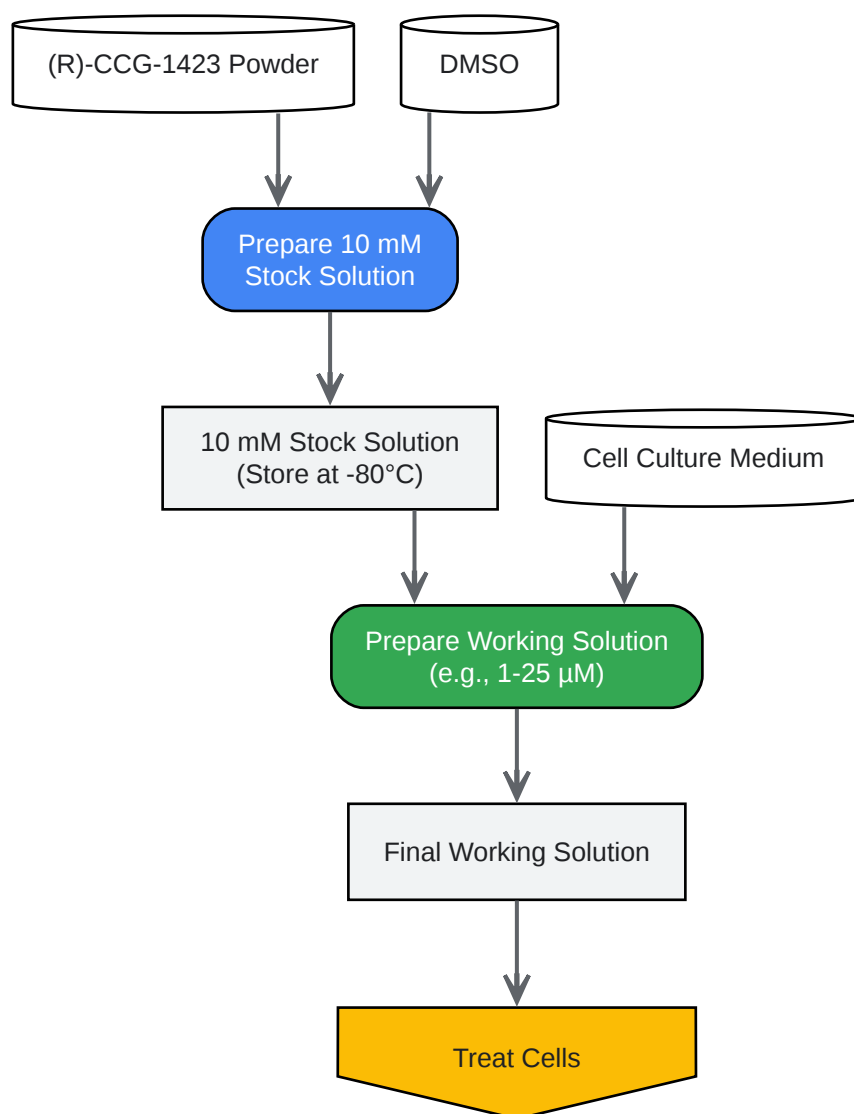 (R)-CCG-1423 Powder
DMSO
Prepare 10 mM
Stock Solution
10 mM Stock Solution
(Store at -80°C)
Cell Culture Medium
Prepare Working Solution
(e.g., 1-25 µM)
Final Working Solution
Treat Cells